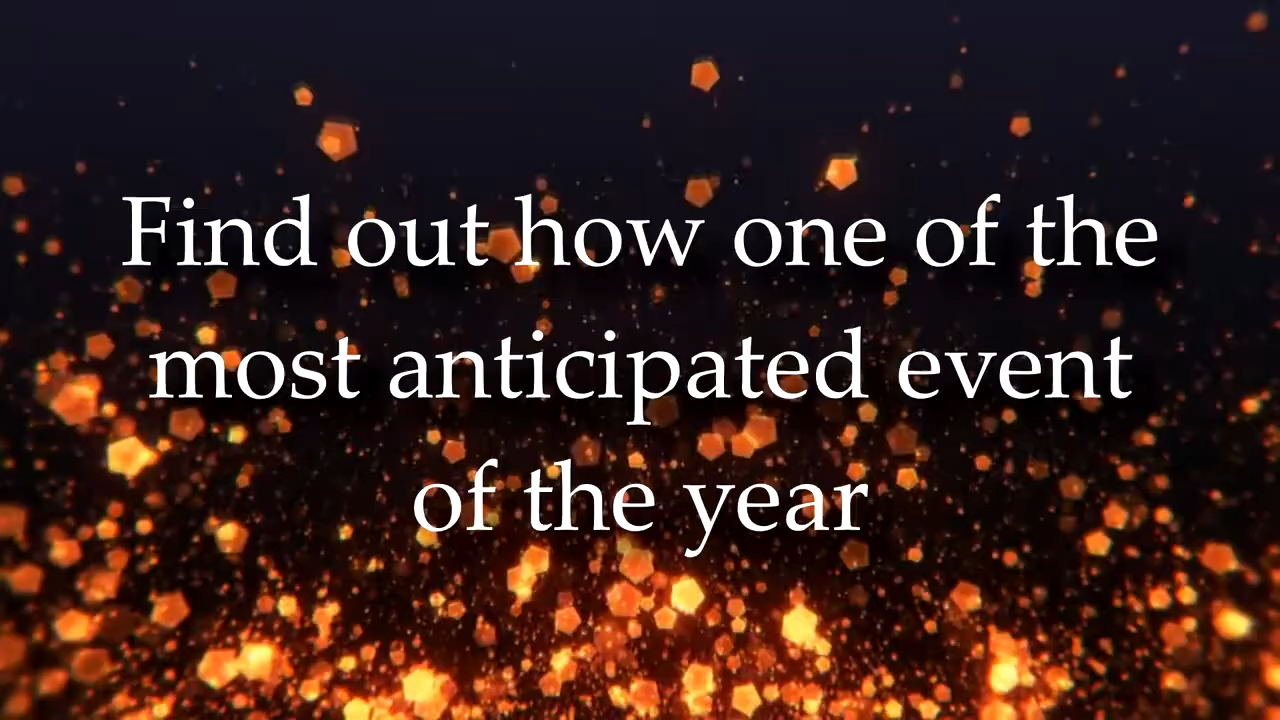 Find out how one of the
most anticipated event
of the year